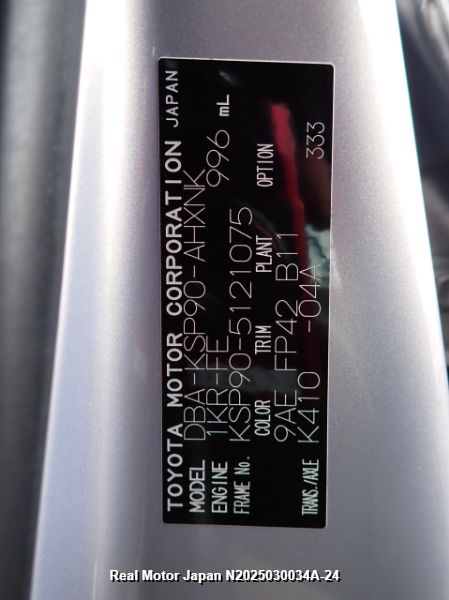 TOYOTA MOTOR CORPORATION JAPAN
MODEL DBA-KSP90-AHXNK
ENGINE 1KR-FE 996 mL
FRAME No. KSP90-5121075
COLOR TRIM PLANT OPTION
9AE FP42 B11
TRANS./AXLE K410 -04A 333
Real Motor Japan N2025030034A-24